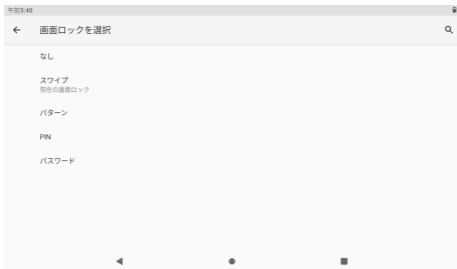 午前5:40
画面ロックを選択
なし
スワイプ
現在の画面ロック
パターン
PIN
パスワード